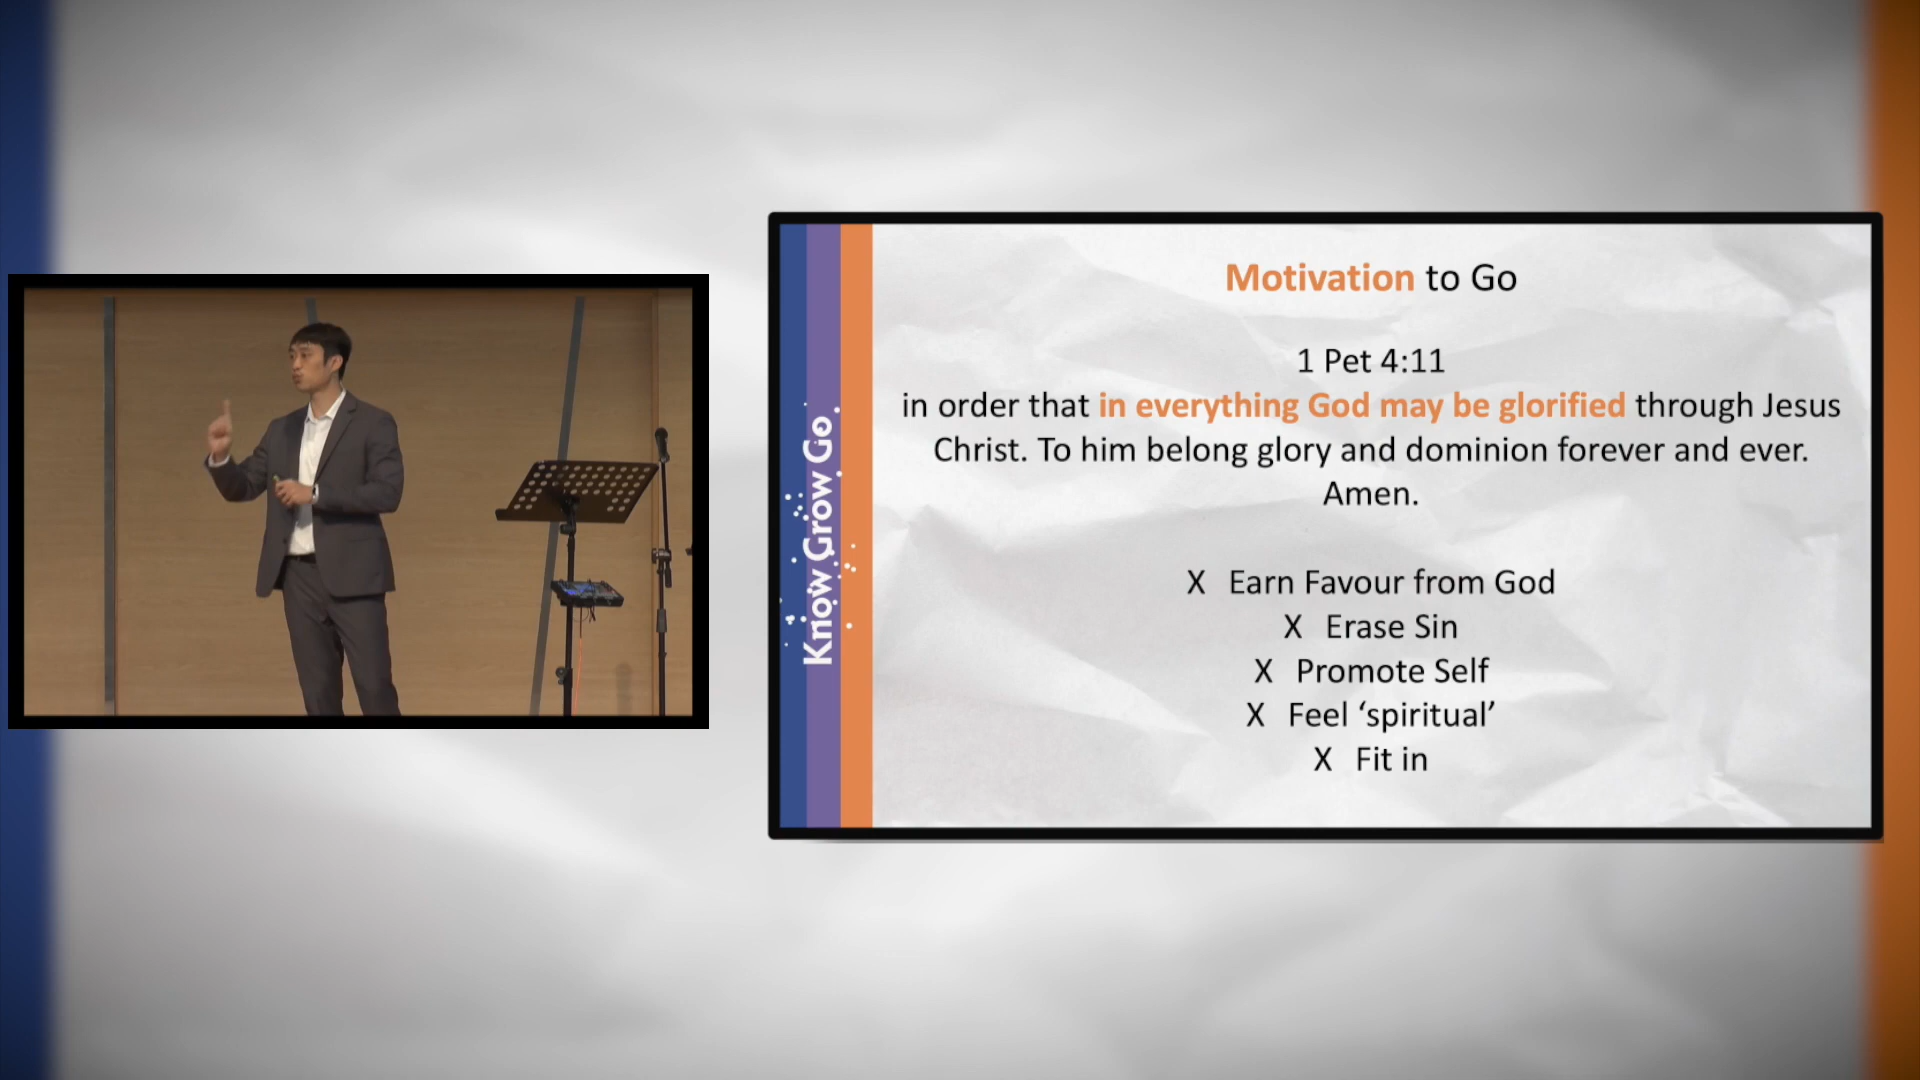 Know Grow Go
Motivation to Go
1 Pet 4:11
in order that in everything God may be glorified through Jesus
Christ. To him belong glory and dominion forever and ever.
Amen.
X Earn Favour from God
X Erase Sin
X Promote Self
X Feel ‘spiritual’
X Fit in